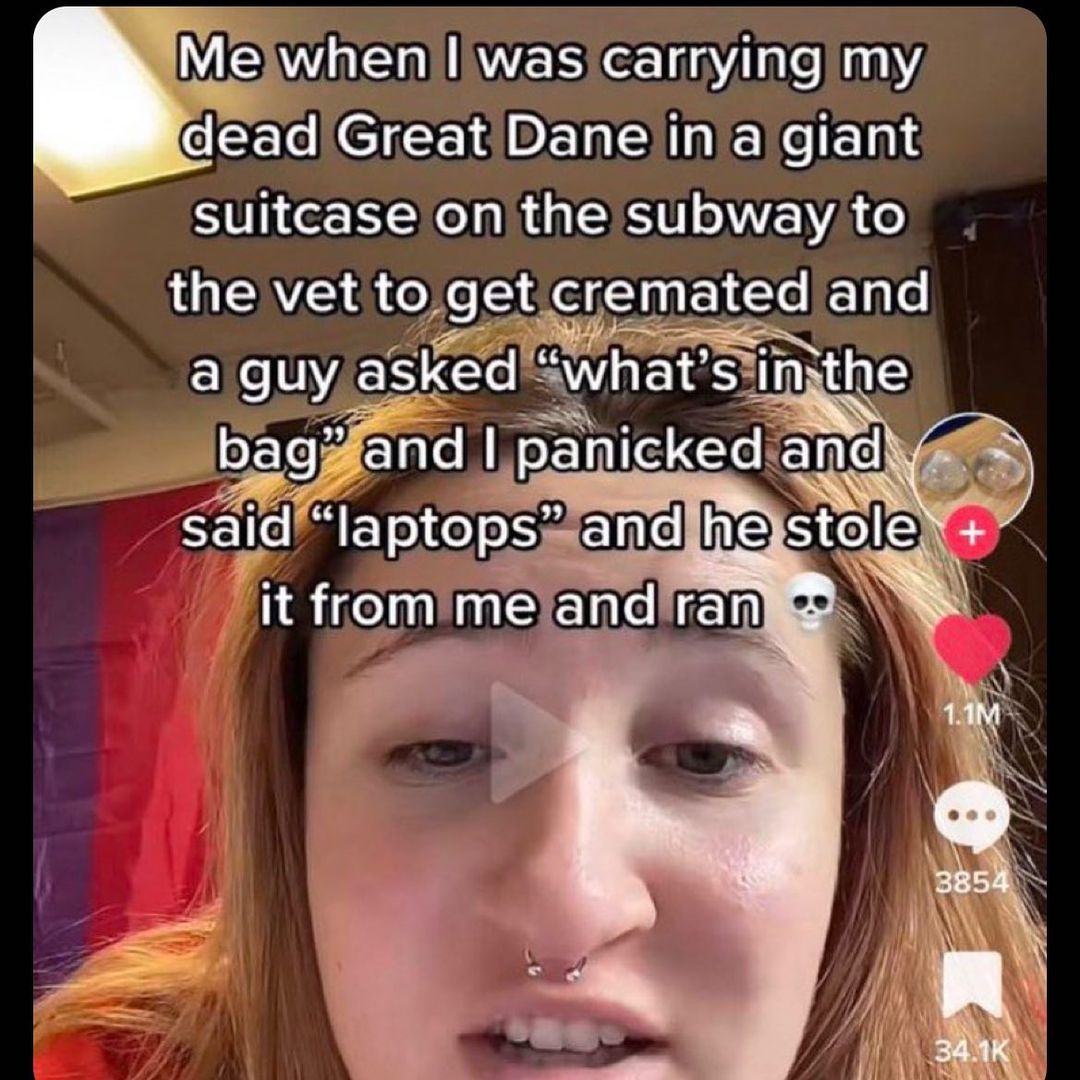 Me when I was carrying my
dead Great Dane in a giant
suitcase on the subway to
the vet to get cremated and
a guy asked “what’s in the
bag” and I panicked and
said “laptops” and he stole
it from me and ran 💀
1.1M
3854
34.1K